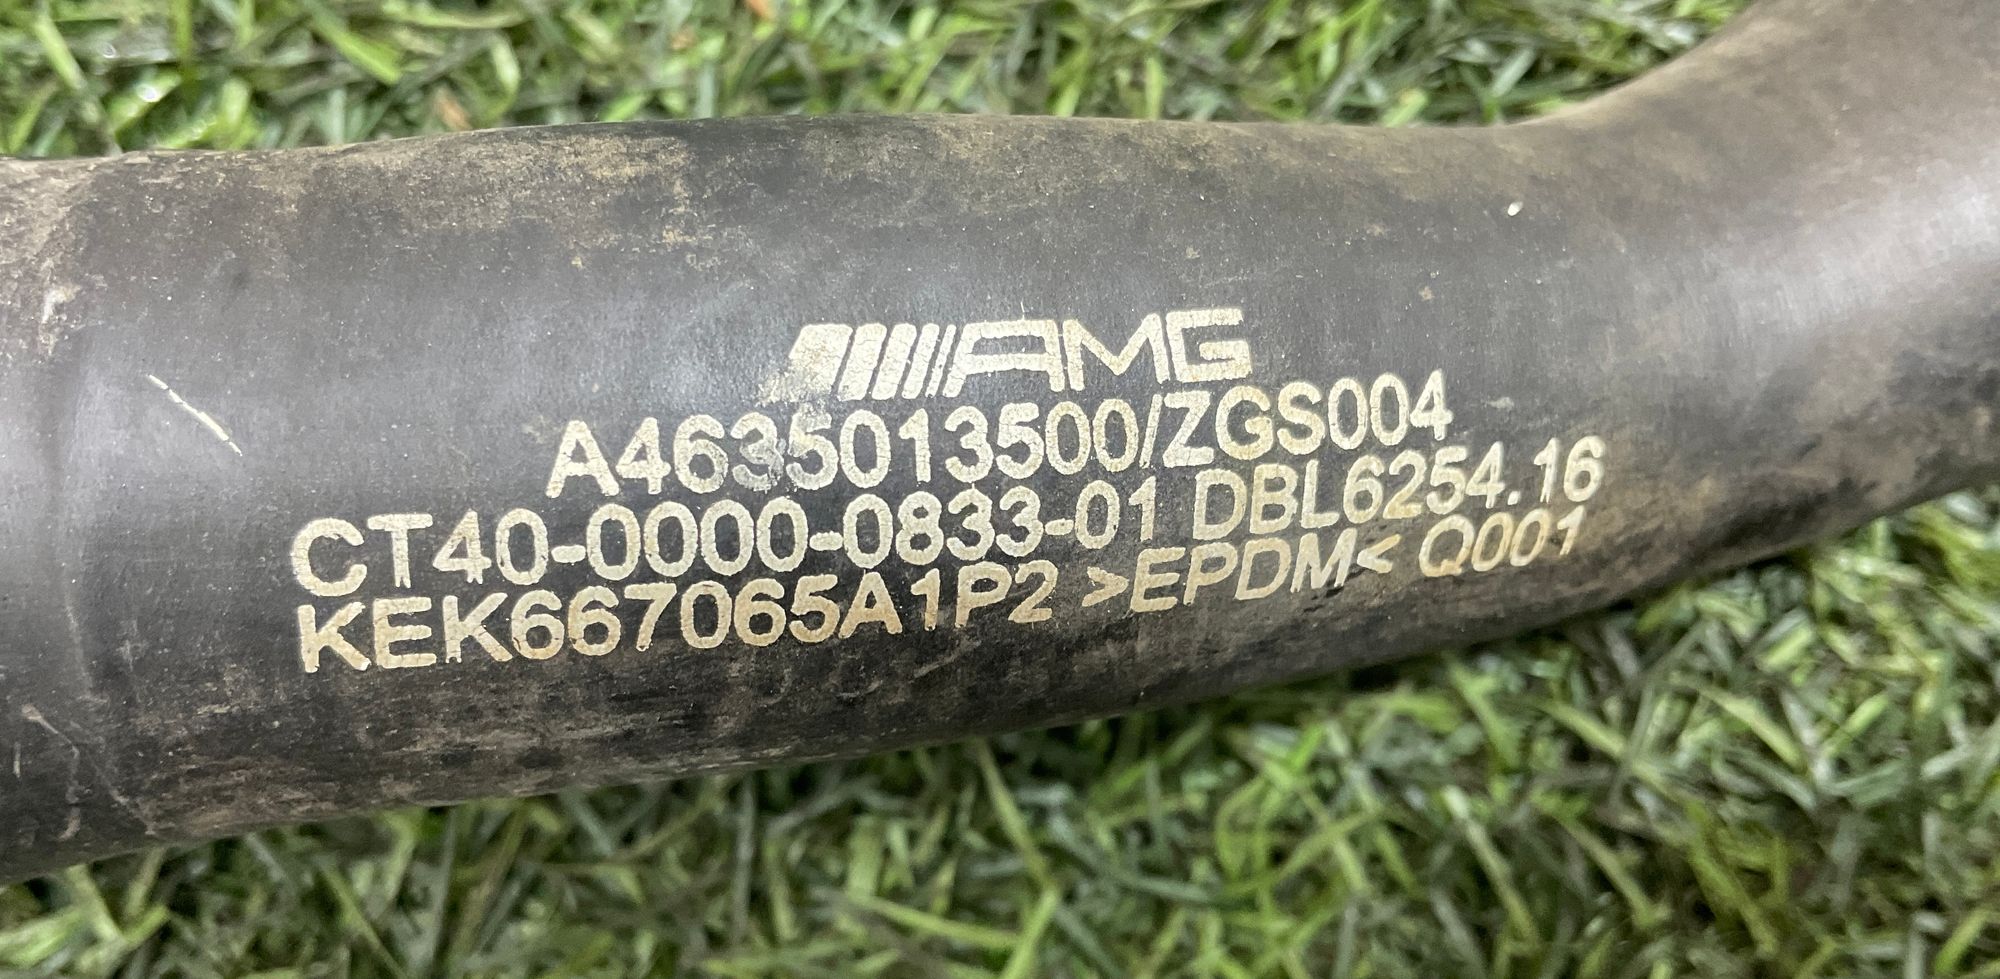 AMG
A4635013500/ZGS004
CT40-0000-0833-01 DBL6254.16
KEK667065A1P2 >EPDM< Q001